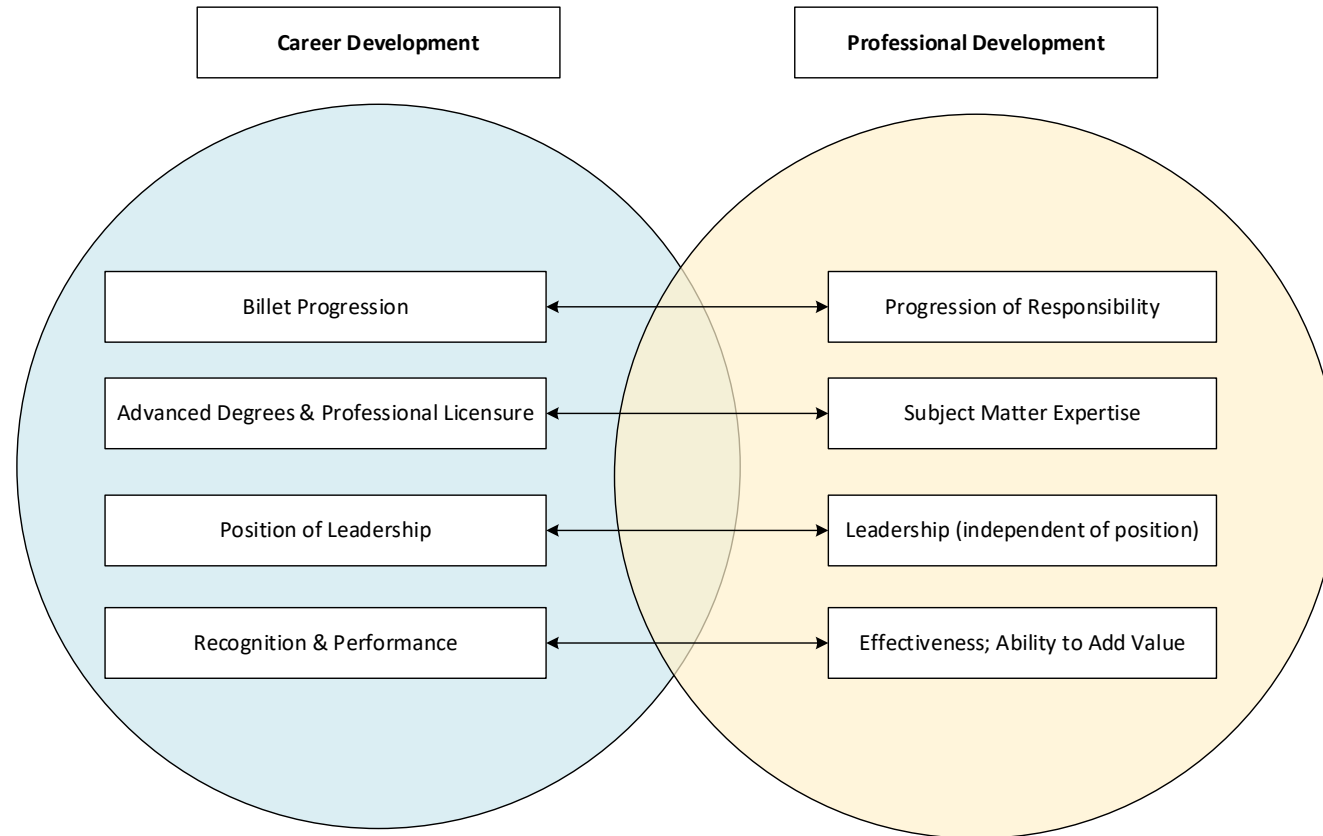 Career Development
Professional Development
Billet Progression
Progression of Responsibility
Advanced Degrees & Professional Licensure
Subject Matter Expertise
Position of Leadership
Leadership (independent of position)
Recognition & Performance
Effectiveness; Ability to Add Value